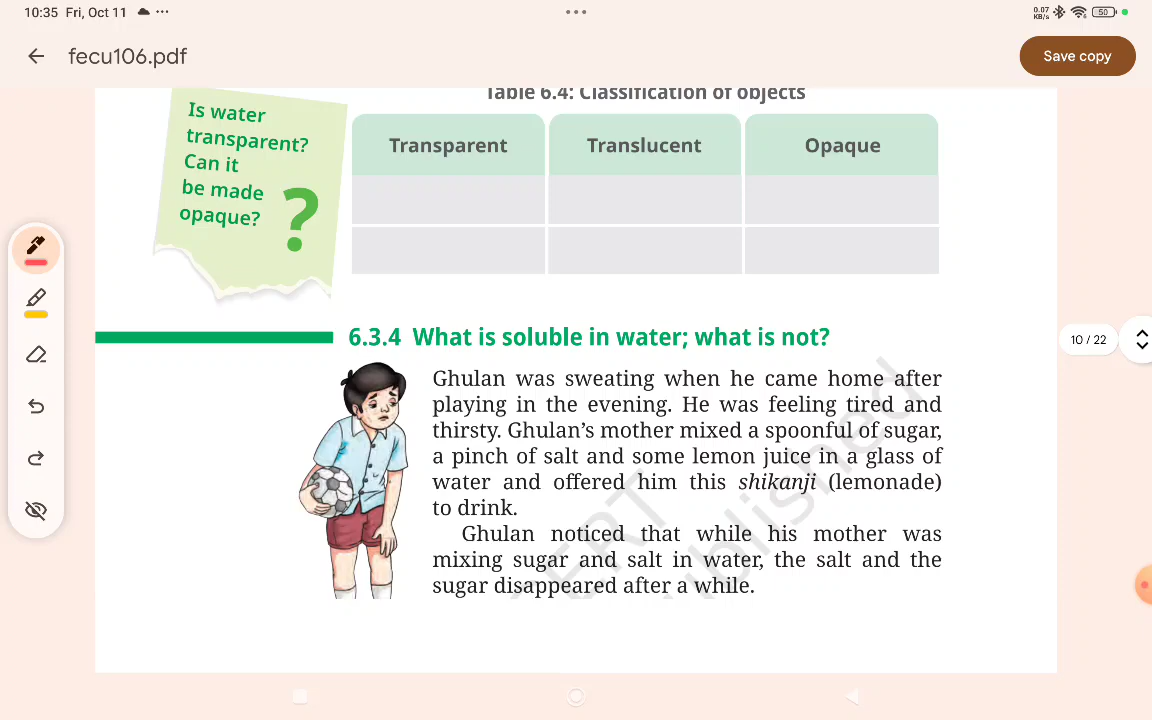 10:35 Fri, Oct 11
0.07
KB/s
50
fecu106.pdf
Save copy
Table 6.4: Classification of objects
Is water
transparent?
Can it
be made
opaque?
?
Transparent Translucent Opaque
10 / 22
6.3.4 What is soluble in water; what is not?
Ghulan was sweating when he came home after
playing in the evening. He was feeling tired and
thirsty. Ghulan’s mother mixed a spoonful of sugar,
a pinch of salt and some lemon juice in a glass of
water and offered him this shikanji (lemonade)
to drink.
Ghulan noticed that while his mother was
mixing sugar and salt in water, the salt and the
sugar disappeared after a while.